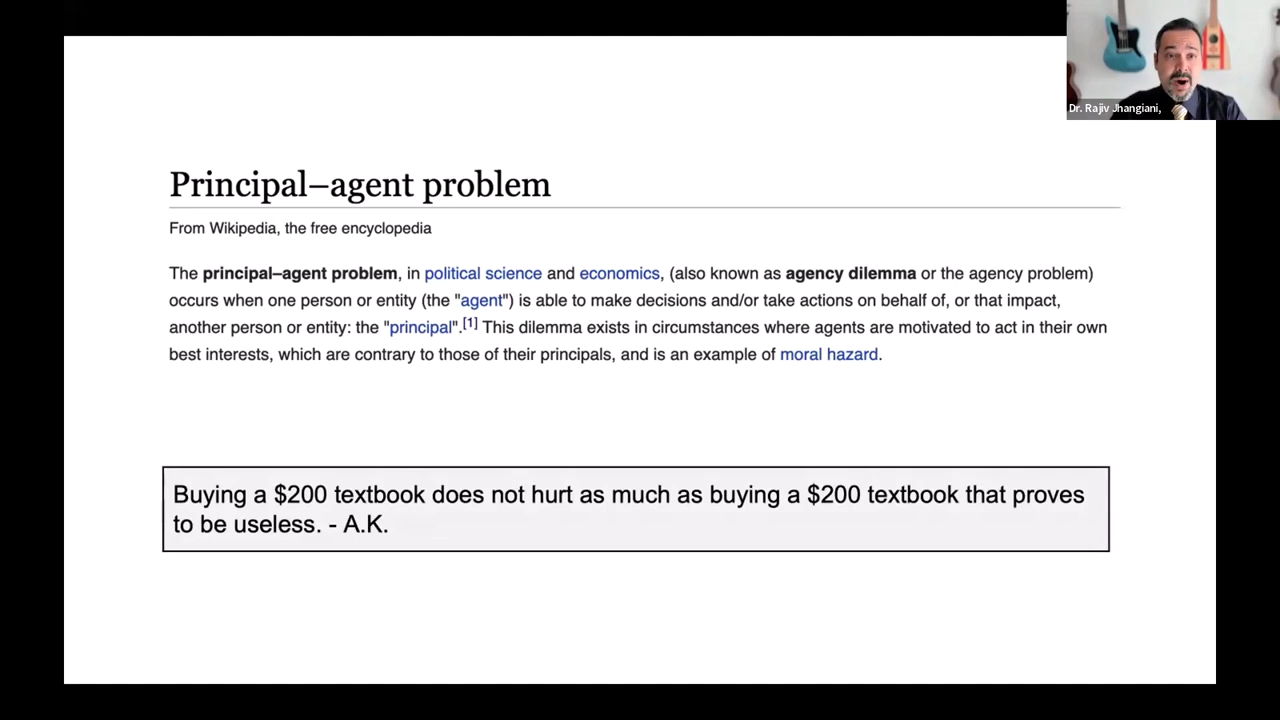 Dr. Rajiv Jhangiani,
Principal–agent problem
From Wikipedia, the free encyclopedia
The principal–agent problem, in political science and economics, (also known as agency dilemma or the agency problem)
occurs when one person or entity (the "agent") is able to make decisions and/or take actions on behalf of, or that impact,
another person or entity: the "principal".[1] This dilemma exists in circumstances where agents are motivated to act in their own
best interests, which are contrary to those of their principals, and is an example of moral hazard.
Buying a $200 textbook does not hurt as much as buying a $200 textbook that proves
to be useless. - A.K.